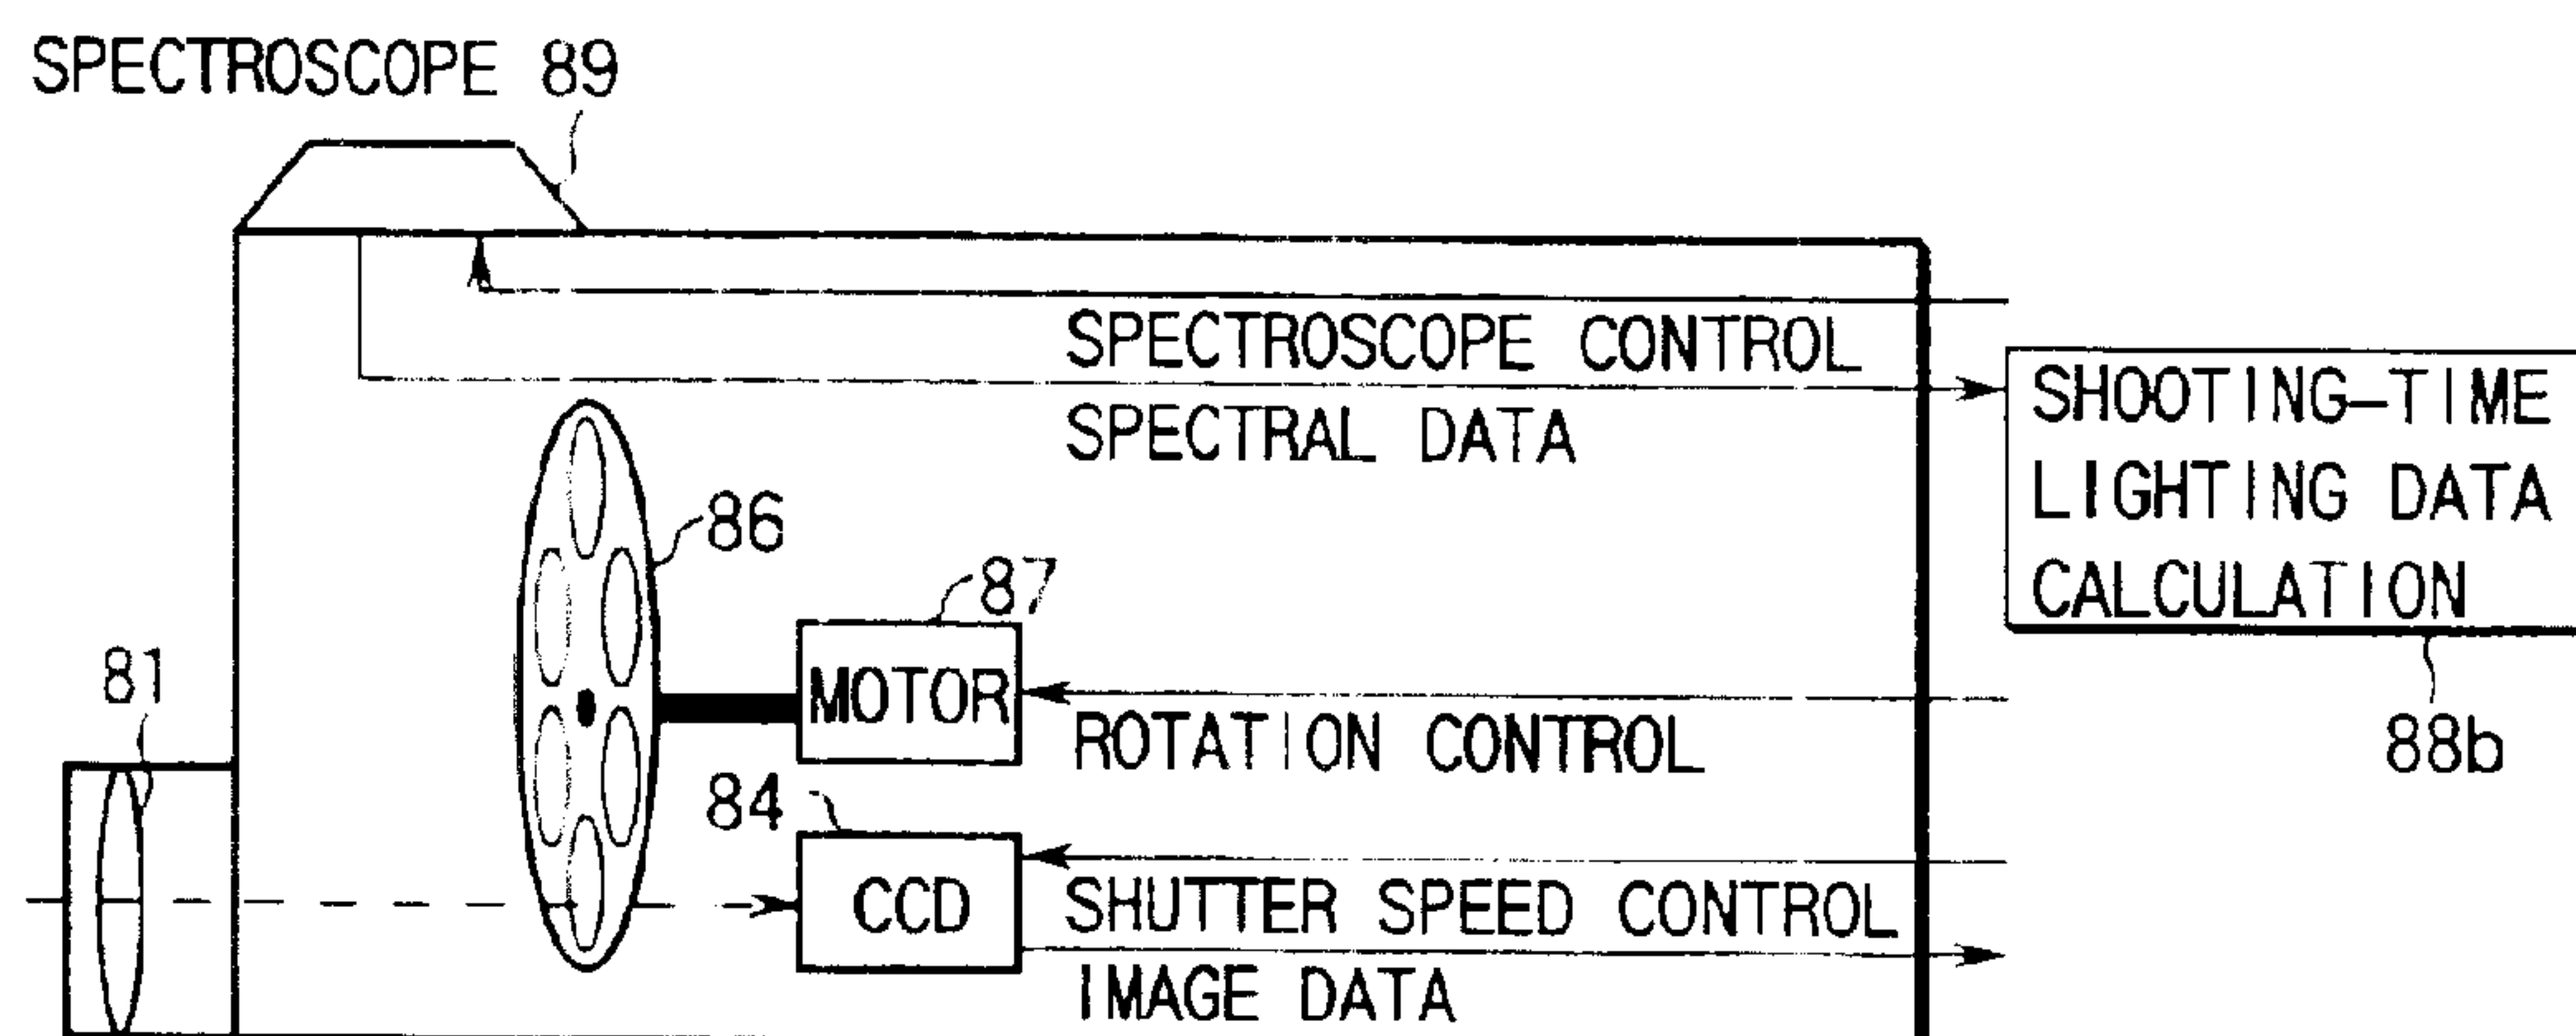 SPECTROSCOPE 89
SPECTROSCOPE CONTROL
SPECTRAL DATA
SHOOTING-TIME
LIGHTING DATA
CALCULATION
88b
86
87
MOTOR
ROTATION CONTROL
81
84
CCD
SHUTTER SPEED CONTROL
IMAGE DATA